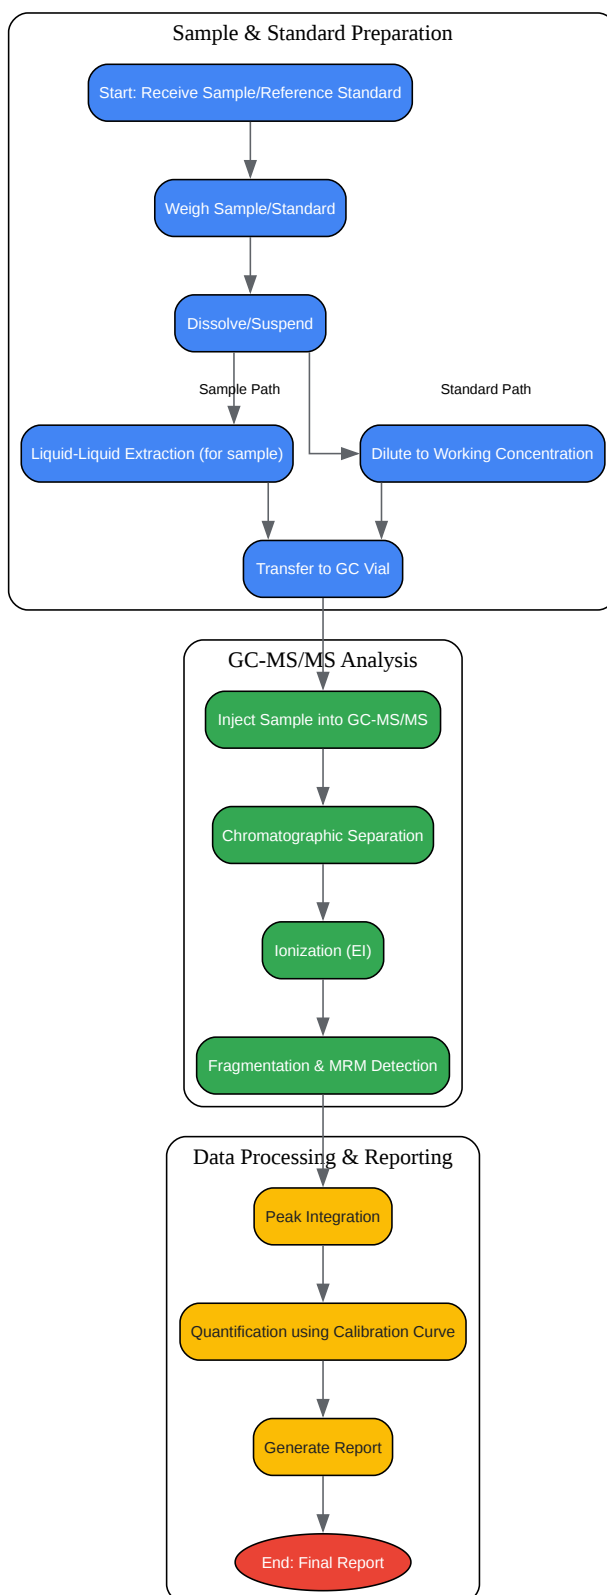 Sample & Standard Preparation
Start: Receive Sample/Reference Standard
Weigh Sample/Standard
Dissolve/Suspend
Sample Path
Standard Path
Liquid-Liquid Extraction (for sample)
Dilute to Working Concentration
Transfer to GC Vial
GC-MS/MS Analysis
Inject Sample into GC-MS/MS
Chromatographic Separation
Ionization (EI)
Fragmentation & MRM Detection
Data Processing & Reporting
Peak Integration
Quantification using Calibration Curve
Generate Report
End: Final Report